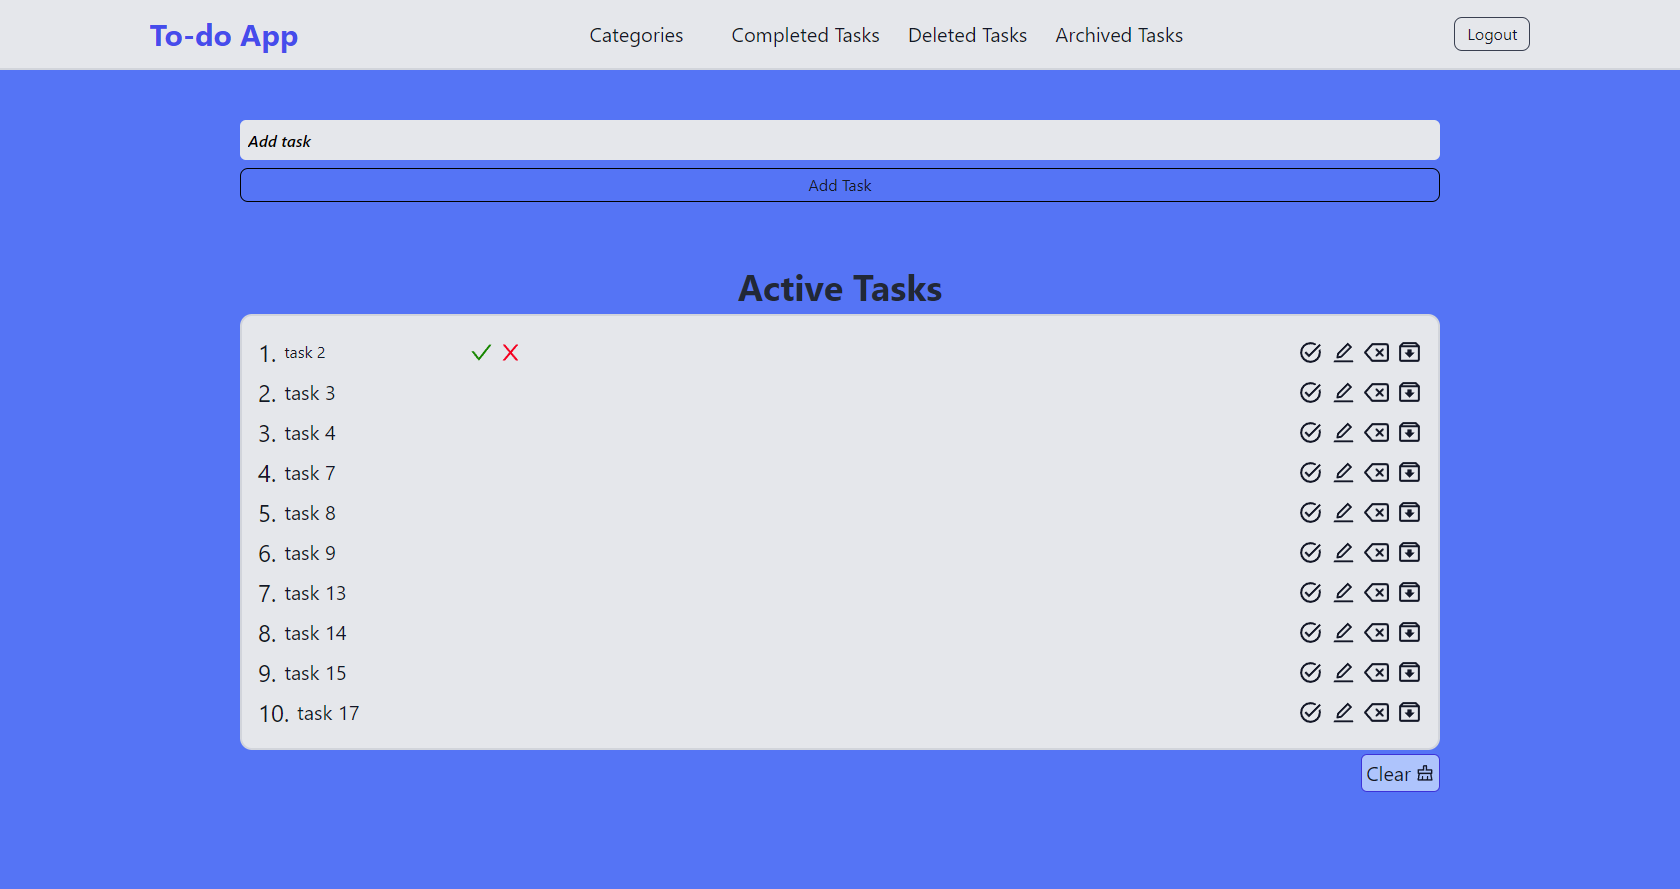 To-do App
Categories Completed Tasks Deleted Tasks Archived Tasks
Logout
Add task
Add Task
Active Tasks
1. task 2
2. task 3
3. task 4
4. task 7
5. task 8
6. task 9
7. task 13
8. task 14
9. task 15
10. task 17
Clear